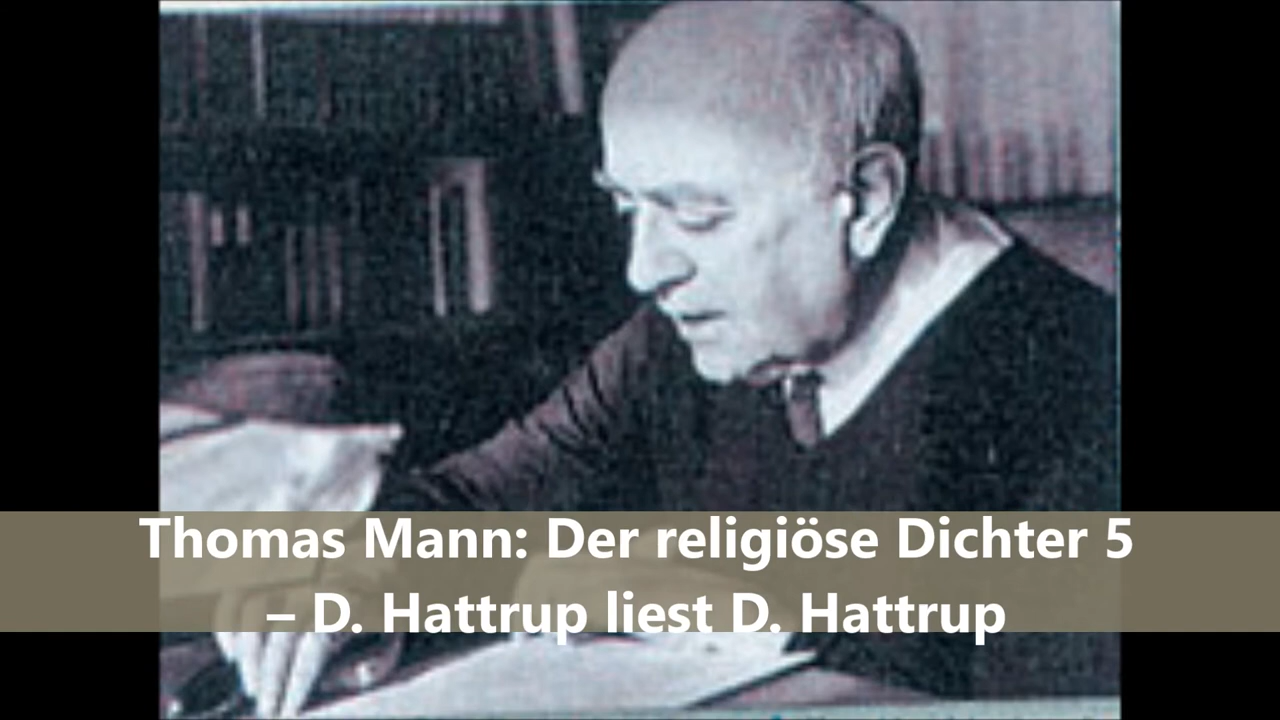 Thomas Mann: Der religiöse Dichter 5
– D. Hattrup liest D. Hattrup